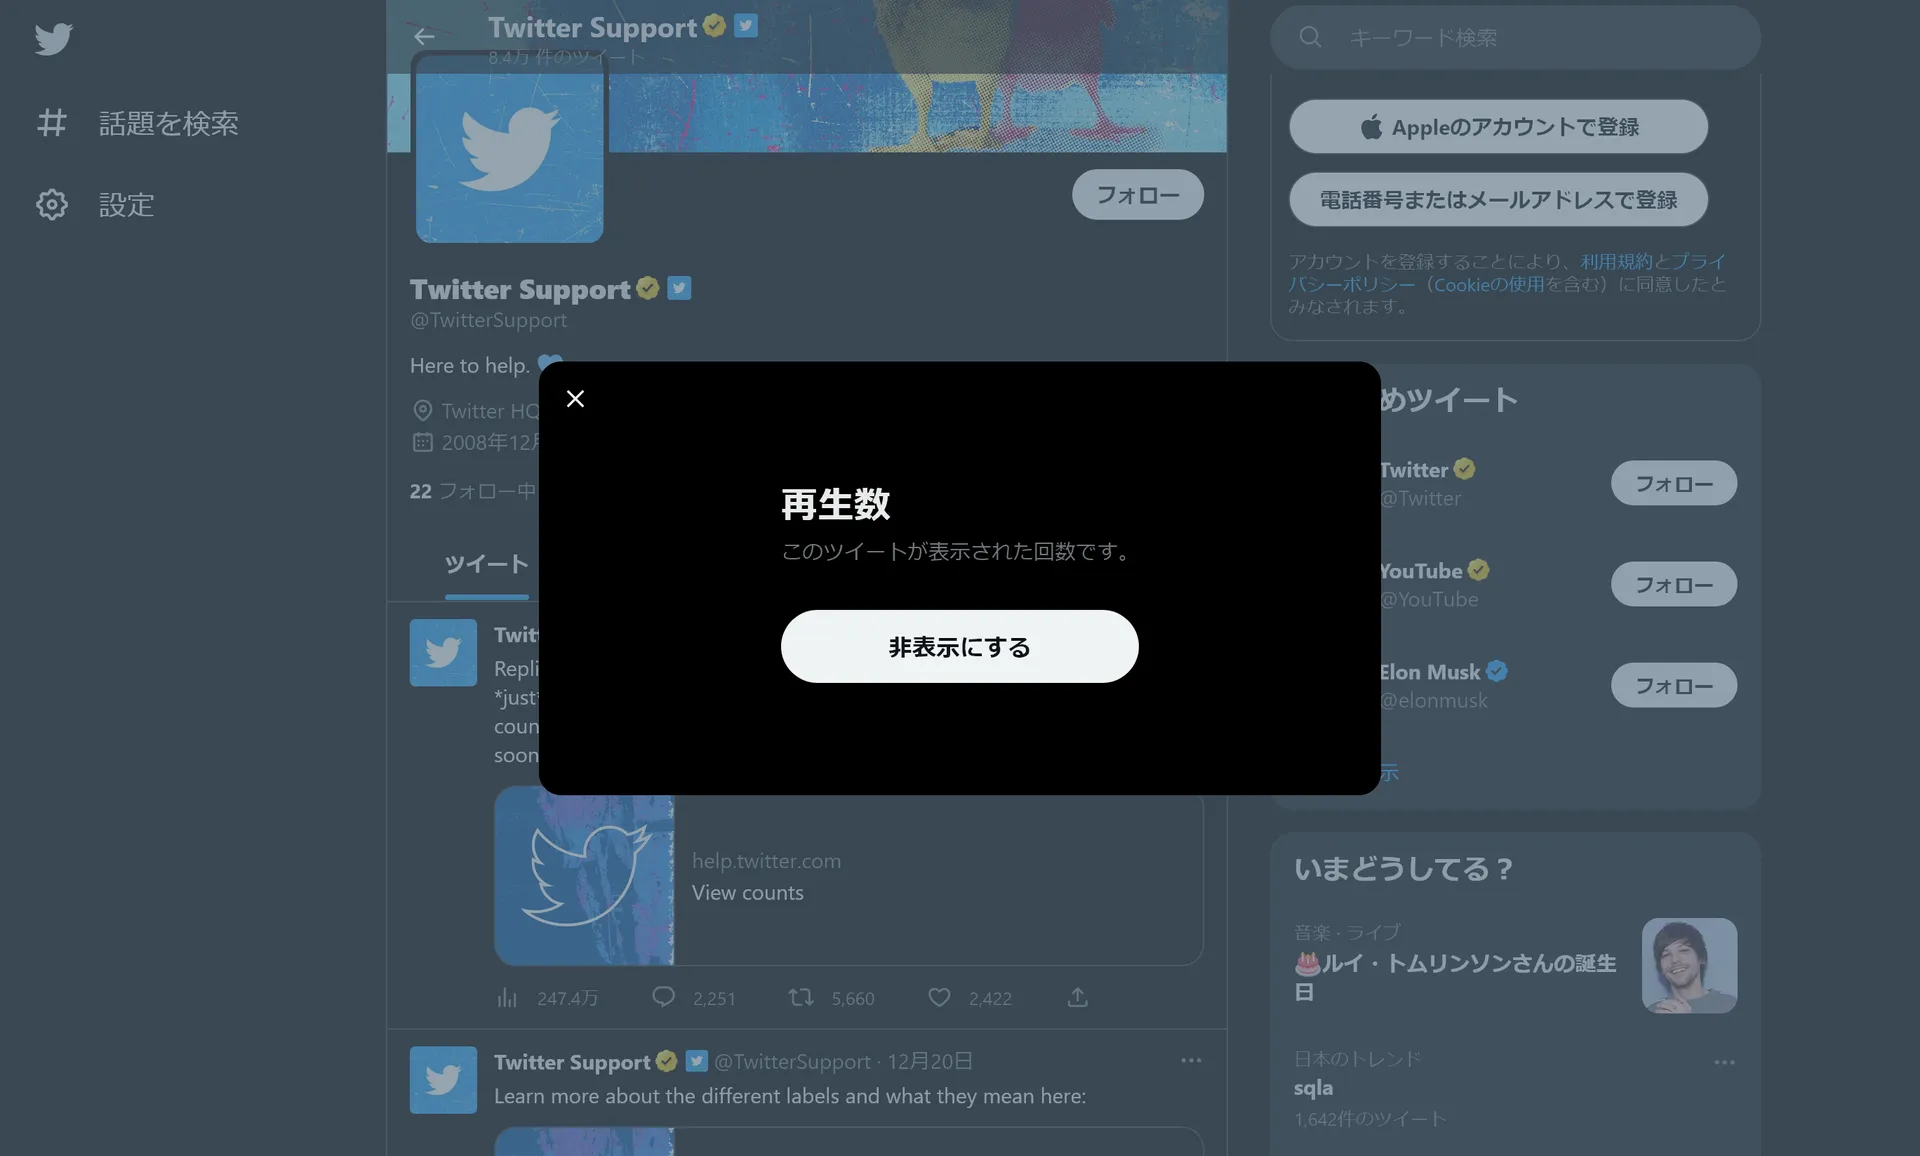 話題を検索
設定
Twitter Support
8.4万 件のツイート
フォロー
Twitter Support
@TwitterSupport
Here to help.
Twitter HQ
2008年12月
22 フォロー中
ツイート
Twit
Repli
*just*
coun
soon
help.twitter.com
View counts
247.4万 2,251 5,660 2,422
Twitter Support @TwitterSupport · 12月20日
Learn more about the different labels and what they mean here:
再生数
このツイートが表示された回数です。
非表示にする
キーワード検索
Appleのアカウントで登録
電話番号またはメールアドレスで登録
アカウントを登録することにより、利用規約とプライ
バシーポリシー（Cookieの使用を含む）に同意したと
みなされます。
めツイート
Twitter
@Twitter
フォロー
YouTube
@YouTube
フォロー
Elon Musk
@elonmusk
フォロー
示
いまどうしてる？
音楽 · ライブ
ルイ・トムリンソンさんの誕生
日
日本のトレンド
sqla
1,642件のツイート